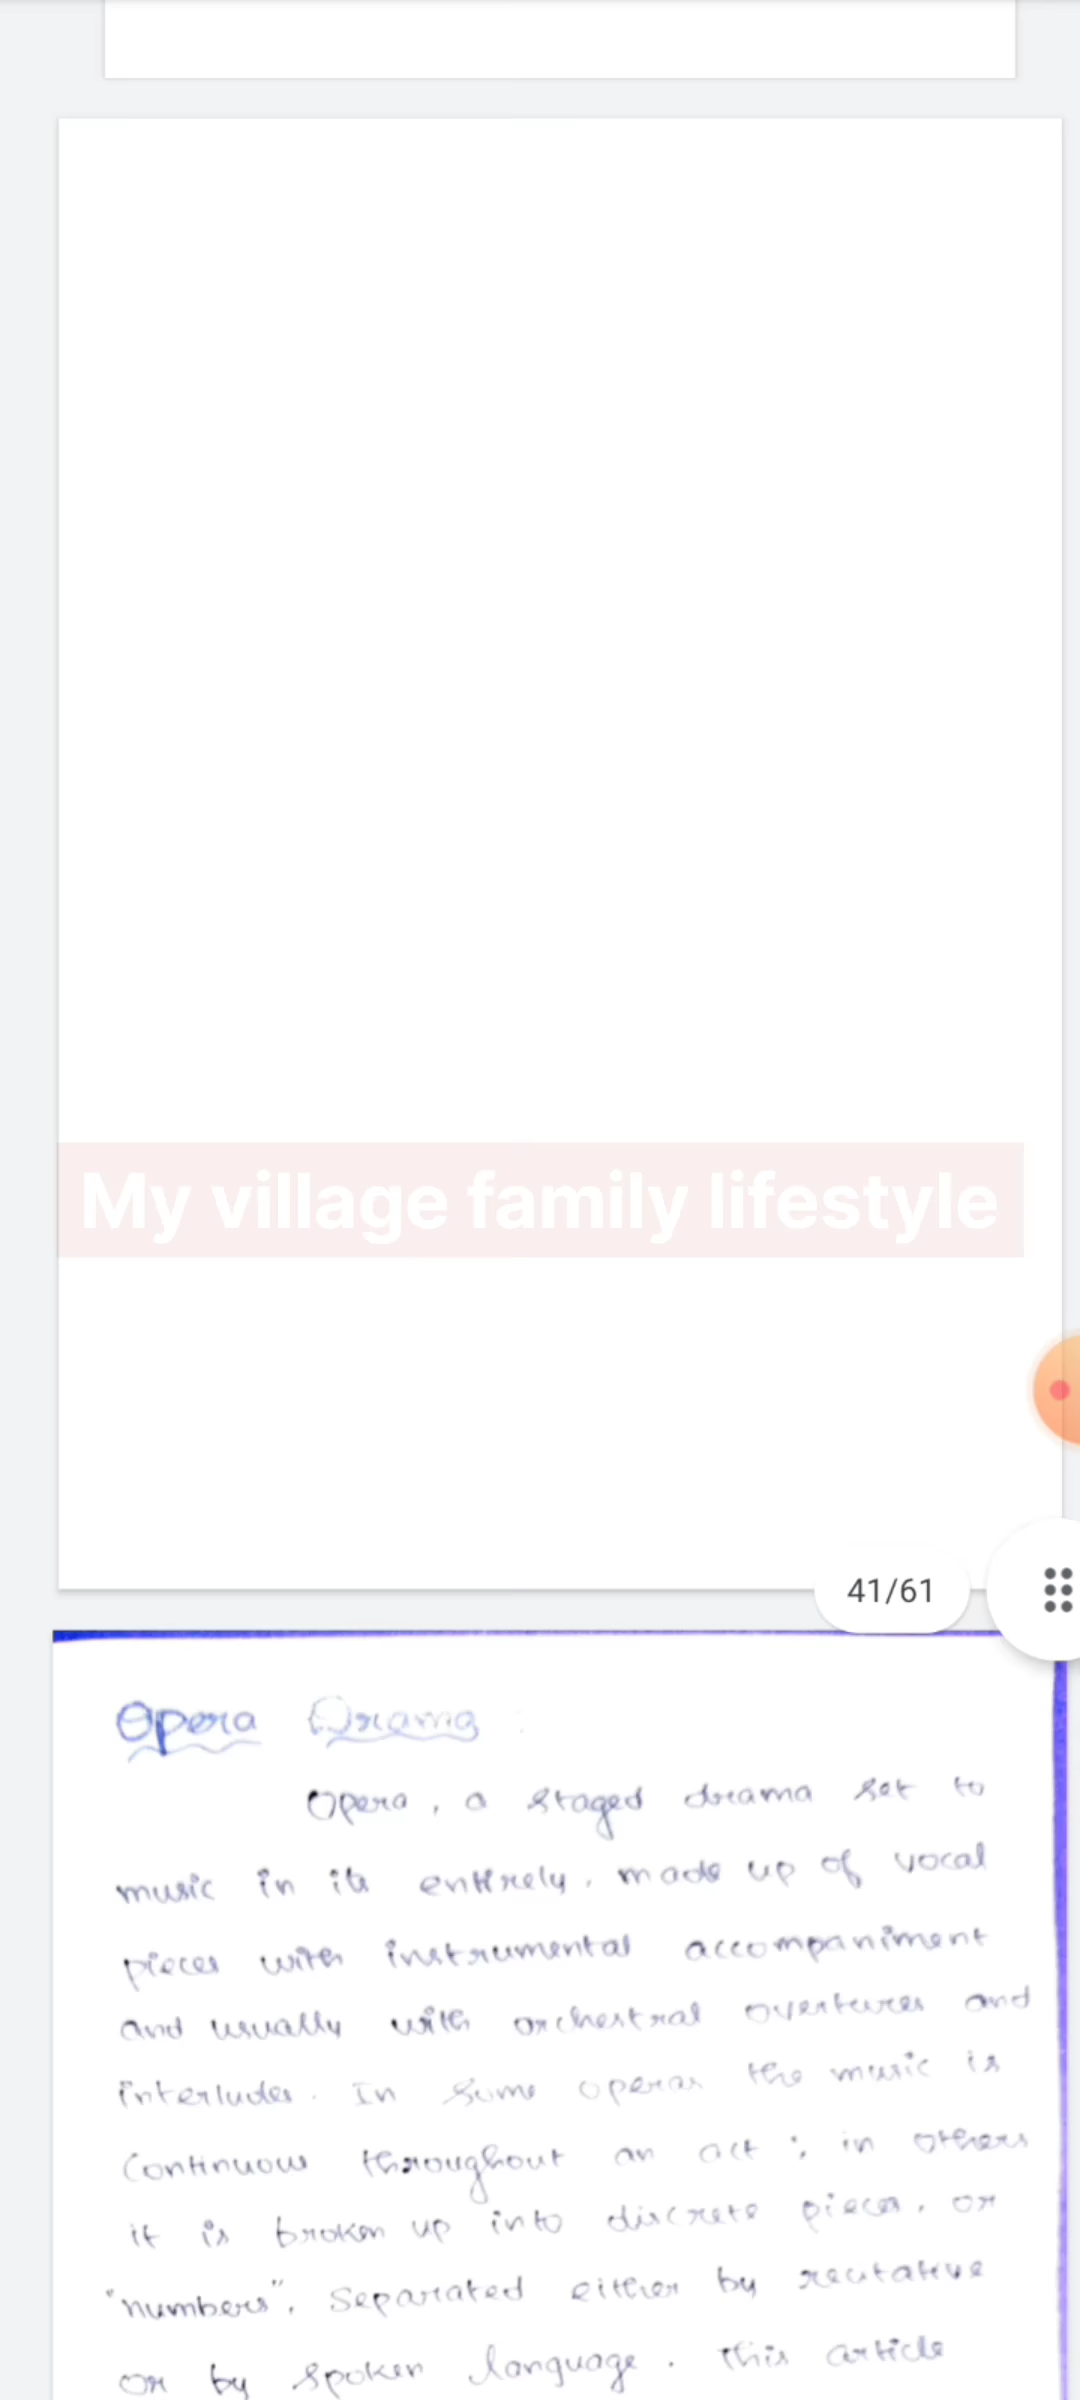 My village family lifestyle
41/61
Opera Drama :
Opera, a staged drama set to
music in its entirely, made up of vocal
pieces with instrumental accompaniment
and usually with orchestral overtures and
interludes. In some operas the music is
continuous throughout an act ; in others
it is broken up into discrete pieces, or
"numbers", separated either by recitative
or by spoken language. This article